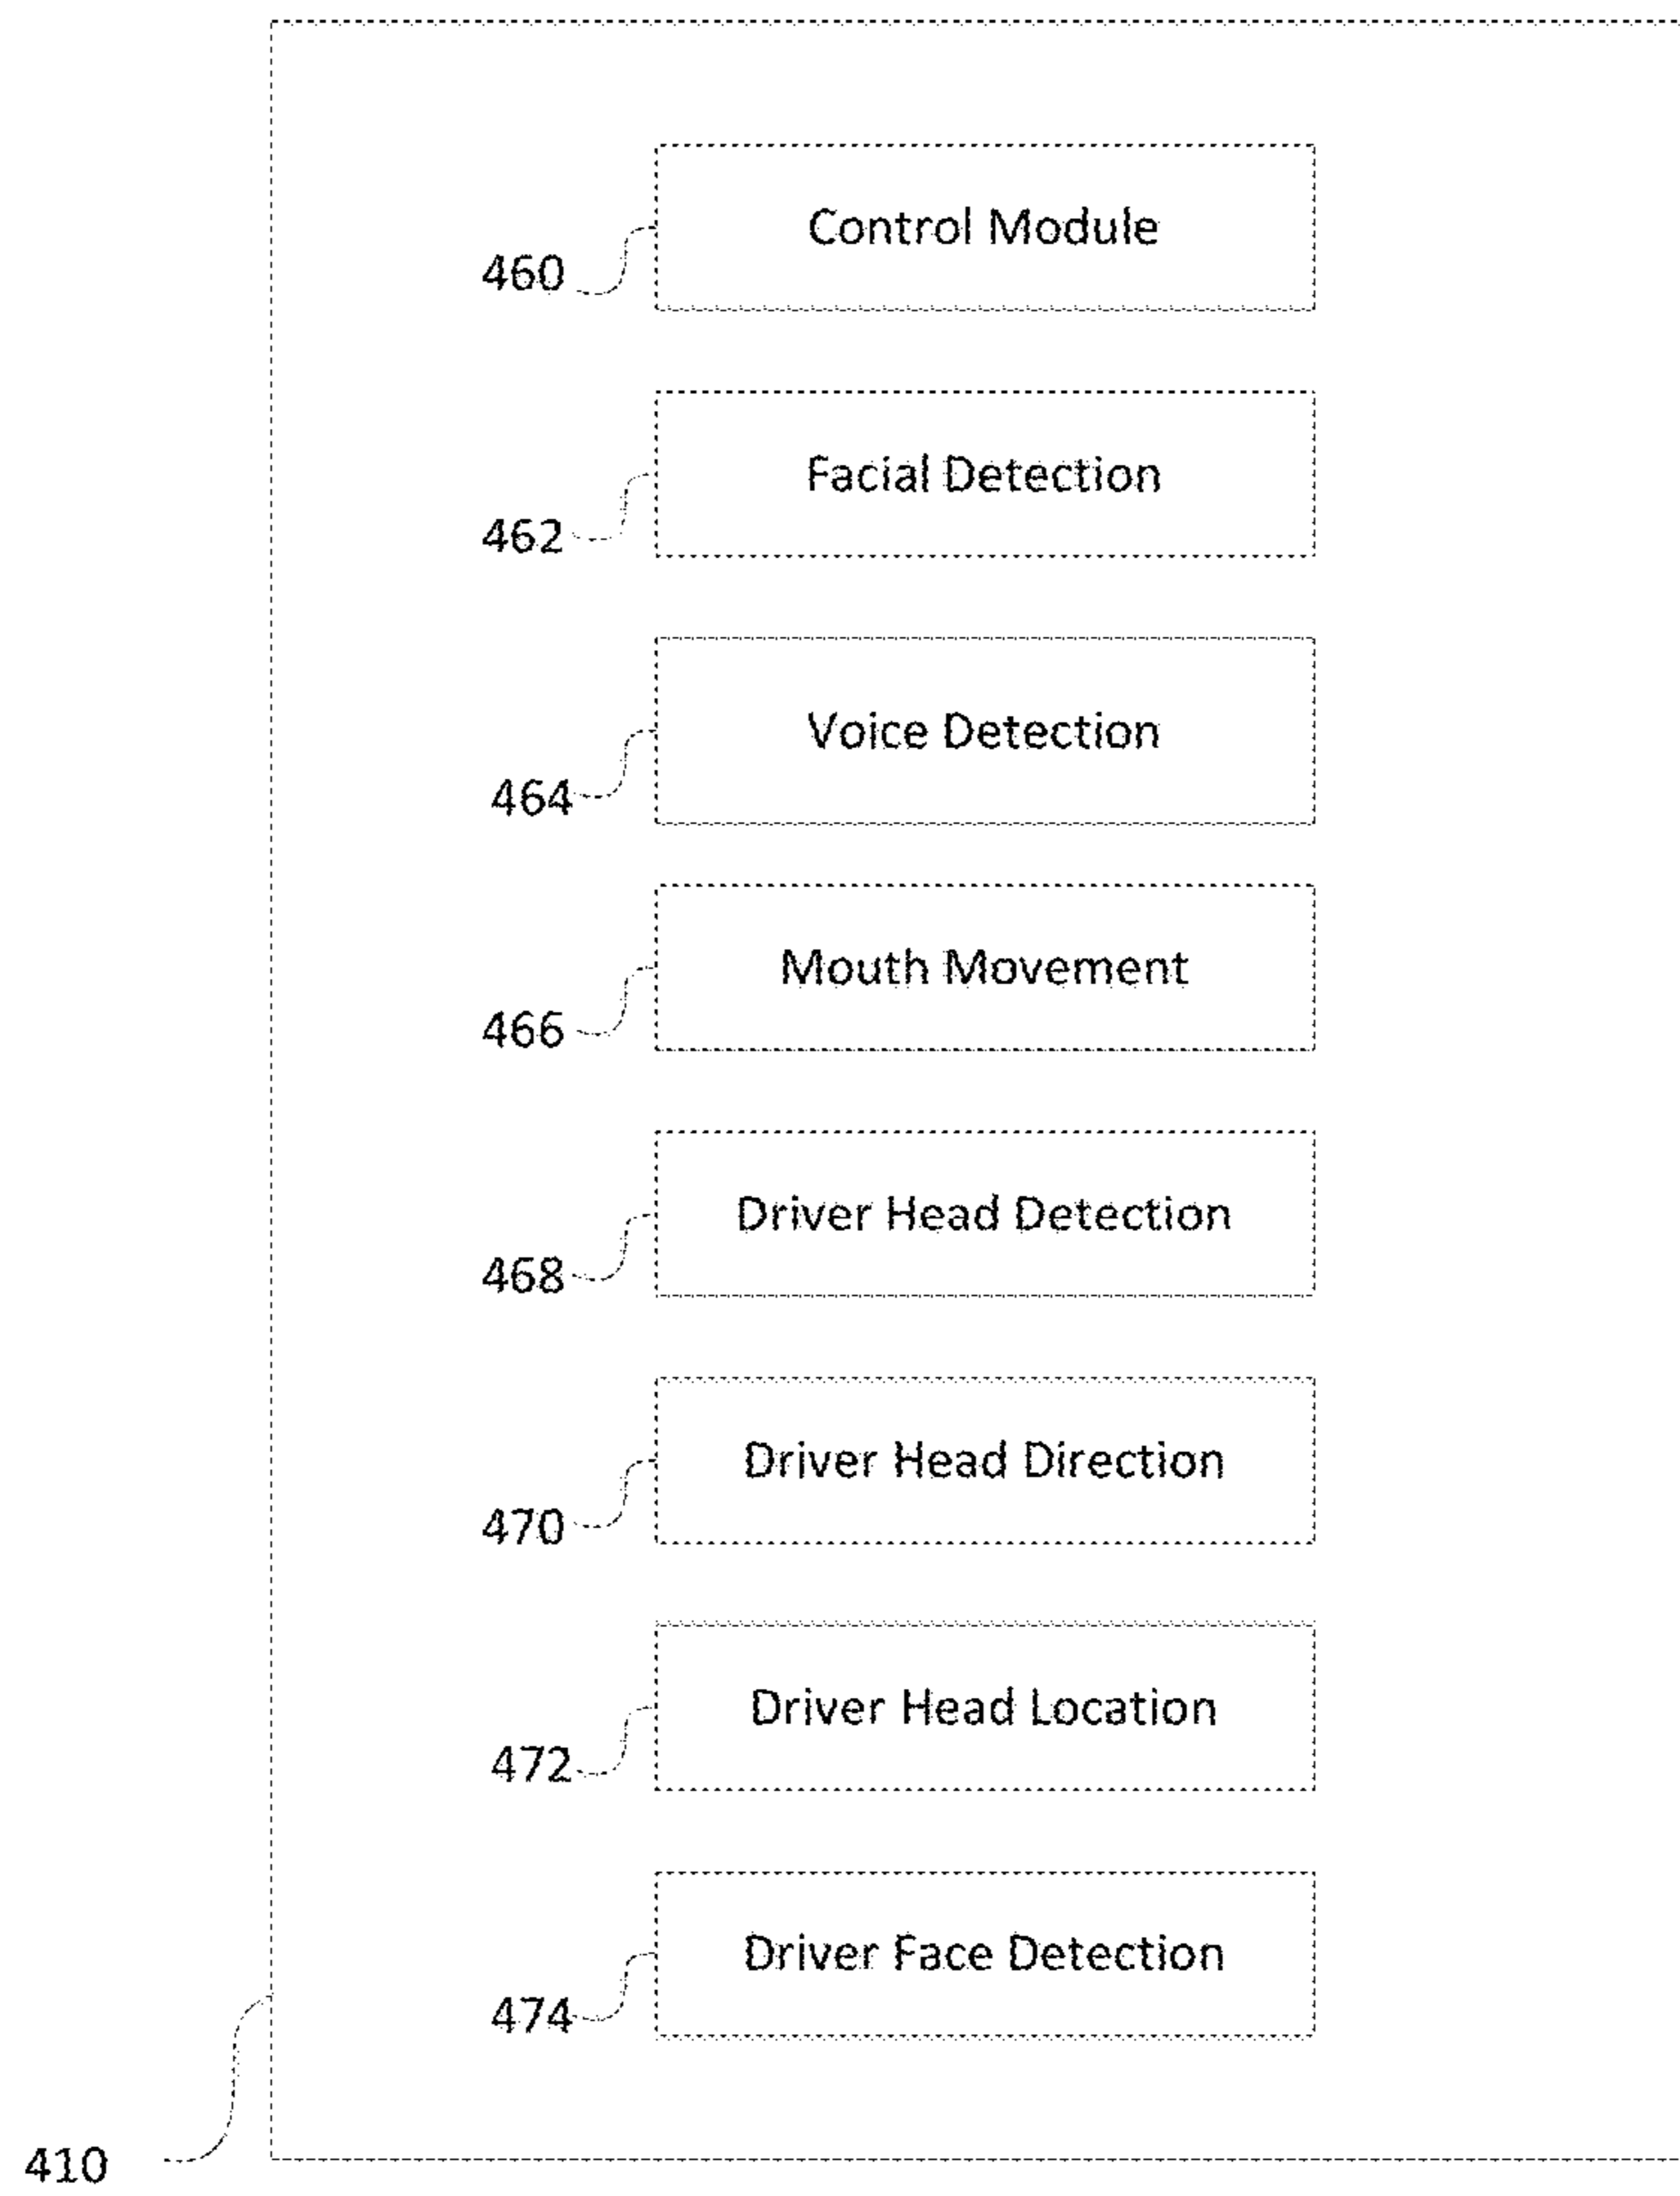 Control Module
460
Facial Detection
462
Voice Detection
464
Mouth Movement
466
Driver Head Detection
468
Driver Head Direction
470
Driver Head Location
472
Driver Face Detection
474
410